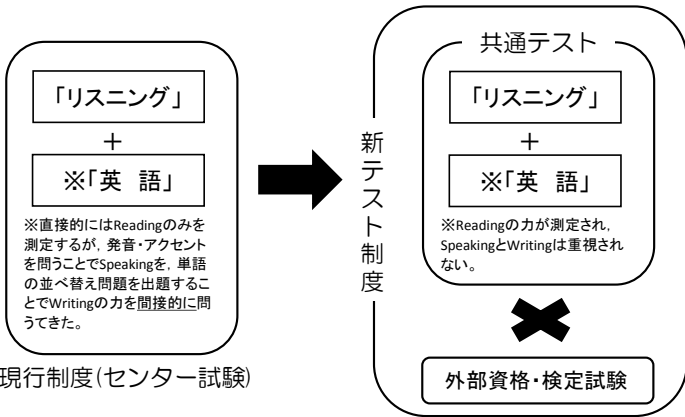 「リスニング」
+
※「英 語」
※直接的にはReadingのみを
測定するが，発音・アクセント
を問うことでSpeakingを，単語
の並べ替え問題を出題するこ
とでWritingの力を間接的に問
うてきた。
現行制度(センター試験)
新テスト制度
共通テスト
「リスニング」
+
※「英 語」
※Readingの力が測定され，
SpeakingとWritingは重視され
ない。
外部資格・検定試験